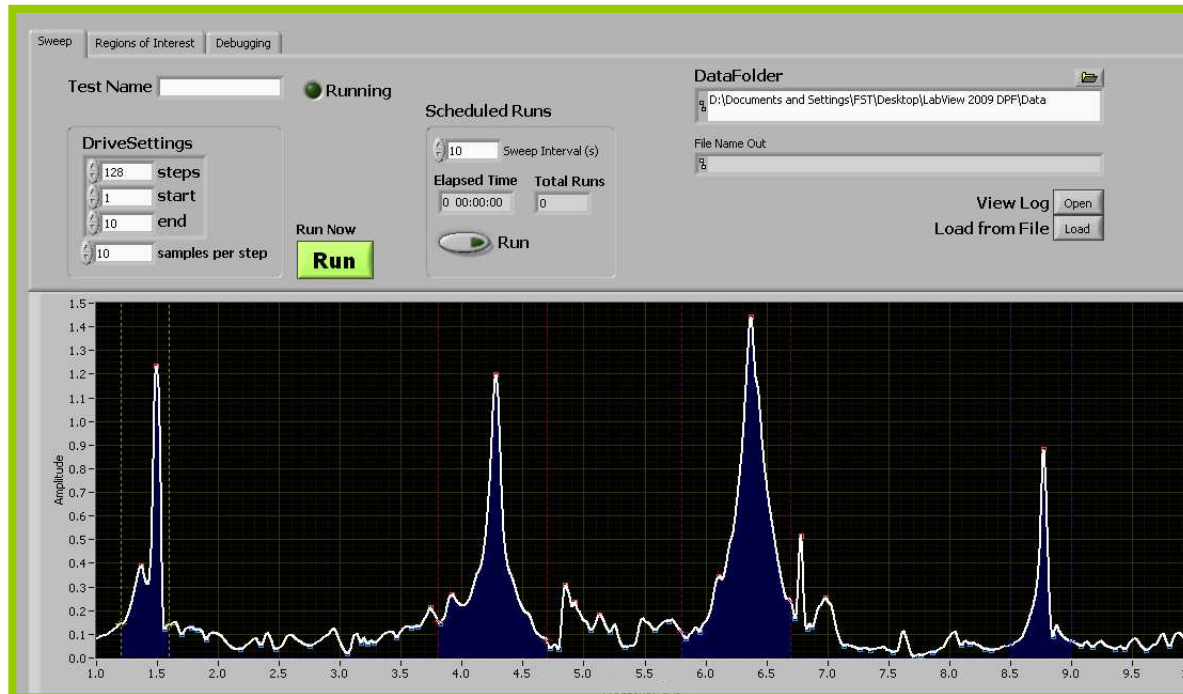 Sweep Regions of Interest Debugging
Test Name
Running
DataFolder
D:\Documents and Settings\FST\Desktop\LabView 2009 DPF\Data
File Name Out
View Log Open
Load from File Load
Scheduled Runs
10 Sweep Interval (s)
Elapsed Time Total Runs
0 00:00:00 0
Run
DriveSettings
128 steps
1 start
10 end
10 samples per step
Run Now
Run
Amplitude
1.5
1.4
1.3
1.2
1.1
1.0
0.9
0.8
0.7
0.6
0.5
0.4
0.3
0.2
0.1
0.0
1.0 1.5 2.0 2.5 3.0 3.5 4.0 4.5 5.0 5.5 6.0 6.5 7.0 7.5 8.0 8.5 9.0 9.5